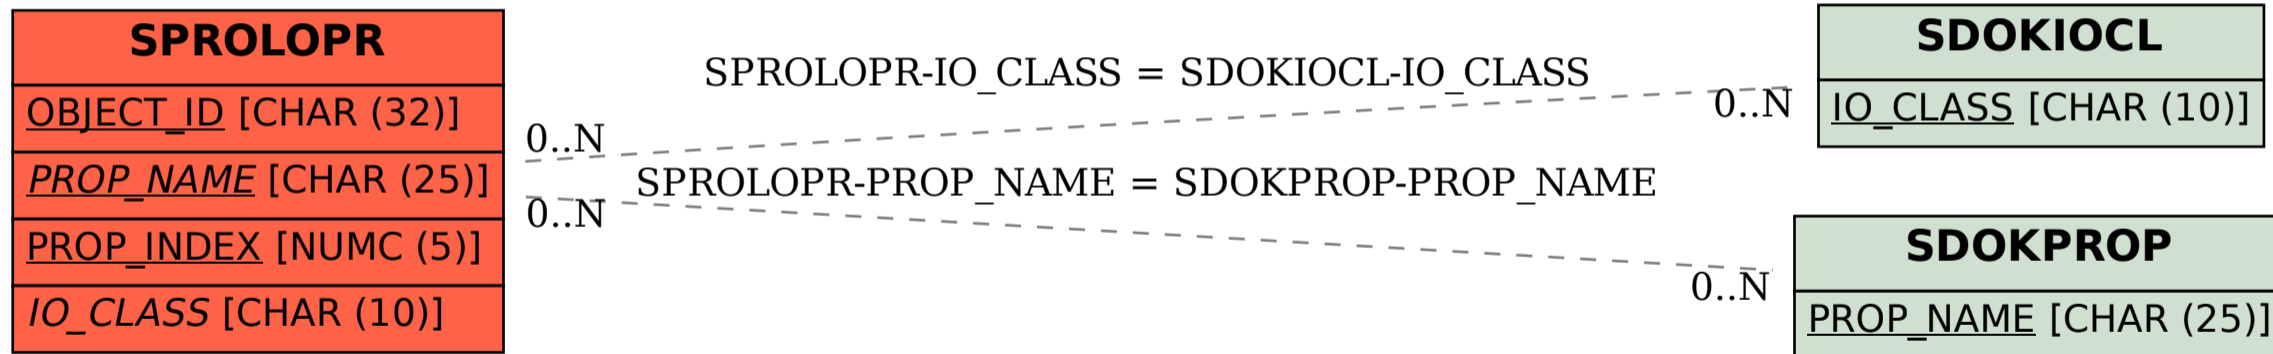 SPROLOPR
OBJECT_ID [CHAR (32)]
PROP_NAME [CHAR (25)]
PROP_INDEX [NUMC (5)]
IO_CLASS [CHAR (10)]
SPROLOPR-IO_CLASS = SDOKIOCL-IO_CLASS
0..N
0..N
SPROLOPR-PROP_NAME = SDOKPROP-PROP_NAME
0..N
0..N
SDOKIOCL
IO_CLASS [CHAR (10)]
SDOKPROP
PROP_NAME [CHAR (25)]